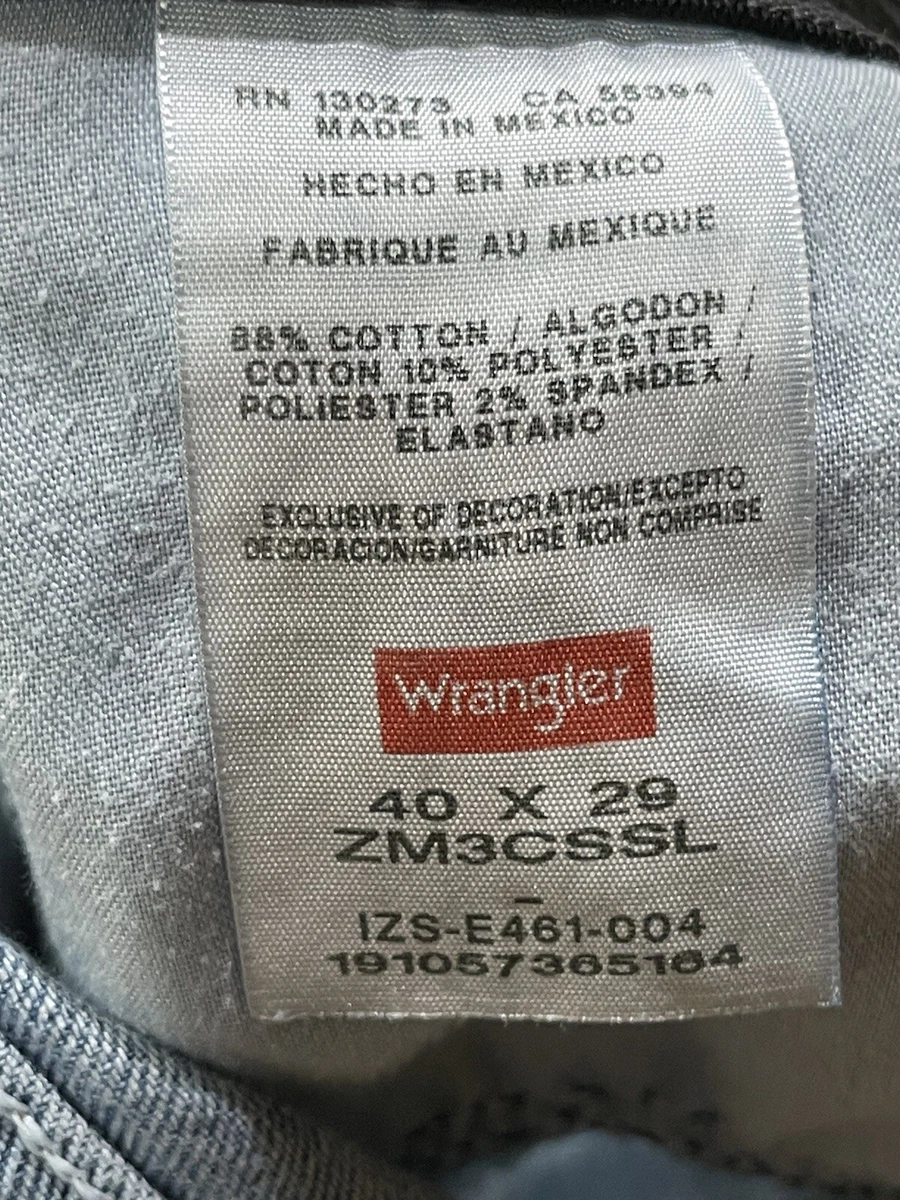 RN 130273 CA 55394
MADE IN MEXICO
HECHO EN MEXICO
FABRIQUE AU MEXIQUE
88% COTTON / ALGODON /
COTON 10% POLYESTER /
POLIESTER 2% SPANDEX /
ELASTANO
EXCLUSIVE OF DECORATION/EXCEPTO
DECORACION/GARNITURE NON COMPRISE
Wrangler
40 X 29
ZM3CSSL
–
IZS-E461-004
191057365164